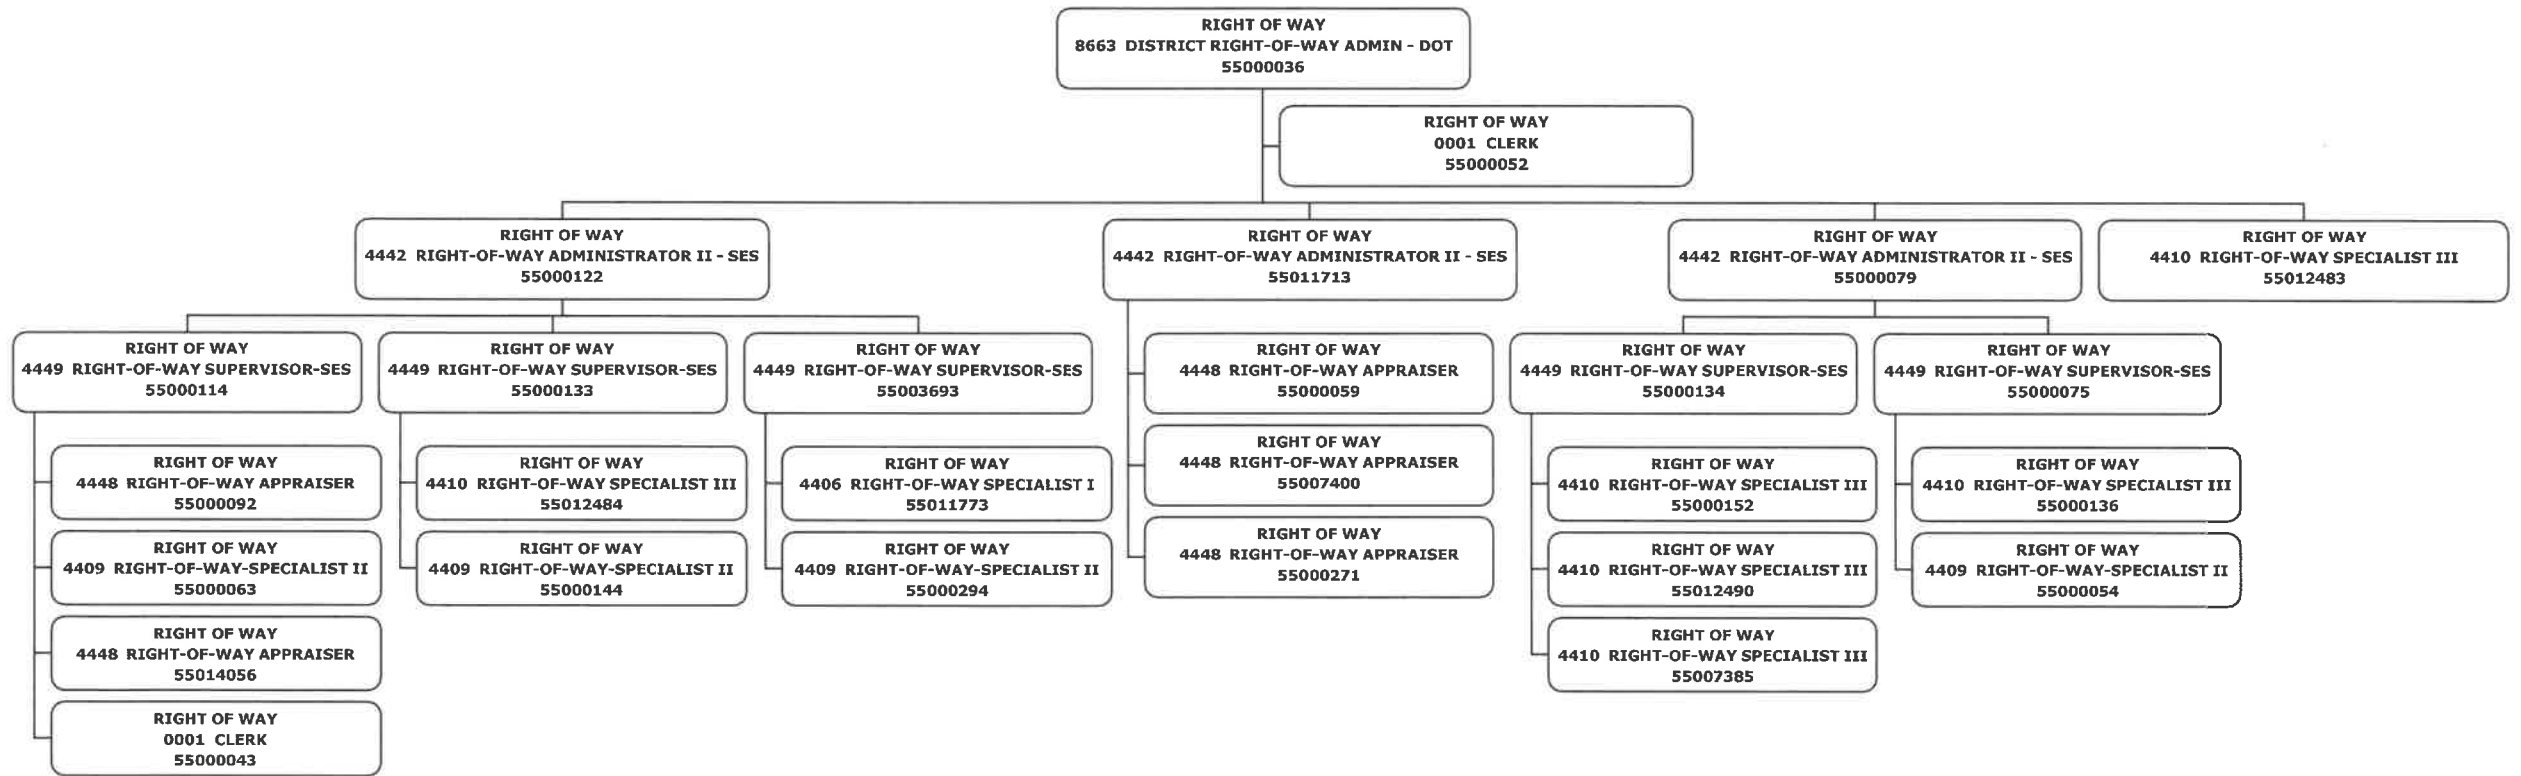 RIGHT OF WAY
8663 DISTRICT RIGHT-OF-WAY ADMIN - DOT
55000036
RIGHT OF WAY
0001 CLERK
55000052
RIGHT OF WAY
4442 RIGHT-OF-WAY ADMINISTRATOR II - SES
55000122
RIGHT OF WAY
4442 RIGHT-OF-WAY ADMINISTRATOR II - SES
55011713
RIGHT OF WAY
4442 RIGHT-OF-WAY ADMINISTRATOR II - SES
55000079
RIGHT OF WAY
4410 RIGHT-OF-WAY SPECIALIST III
55012483
RIGHT OF WAY
4449 RIGHT-OF-WAY SUPERVISOR-SES
55000114
RIGHT OF WAY
4448 RIGHT-OF-WAY APPRAISER
55000092
RIGHT OF WAY
4409 RIGHT-OF-WAY-SPECIALIST II
55000063
RIGHT OF WAY
4448 RIGHT-OF-WAY APPRAISER
55014056
RIGHT OF WAY
0001 CLERK
55000043
RIGHT OF WAY
4449 RIGHT-OF-WAY SUPERVISOR-SES
55000133
RIGHT OF WAY
4410 RIGHT-OF-WAY SPECIALIST III
55012484
RIGHT OF WAY
4409 RIGHT-OF-WAY-SPECIALIST II
55000144
RIGHT OF WAY
4449 RIGHT-OF-WAY SUPERVISOR-SES
55003693
RIGHT OF WAY
4406 RIGHT-OF-WAY SPECIALIST I
55011773
RIGHT OF WAY
4409 RIGHT-OF-WAY-SPECIALIST II
55000294
RIGHT OF WAY
4448 RIGHT-OF-WAY APPRAISER
55000059
RIGHT OF WAY
4448 RIGHT-OF-WAY APPRAISER
55007400
RIGHT OF WAY
4448 RIGHT-OF-WAY APPRAISER
55000271
RIGHT OF WAY
4449 RIGHT-OF-WAY SUPERVISOR-SES
55000134
RIGHT OF WAY
4410 RIGHT-OF-WAY SPECIALIST III
55000152
RIGHT OF WAY
4410 RIGHT-OF-WAY SPECIALIST III
55012490
RIGHT OF WAY
4410 RIGHT-OF-WAY SPECIALIST III
55007385
RIGHT OF WAY
4449 RIGHT-OF-WAY SUPERVISOR-SES
55000075
RIGHT OF WAY
4410 RIGHT-OF-WAY SPECIALIST III
55000136
RIGHT OF WAY
4409 RIGHT-OF-WAY-SPECIALIST II
55000054